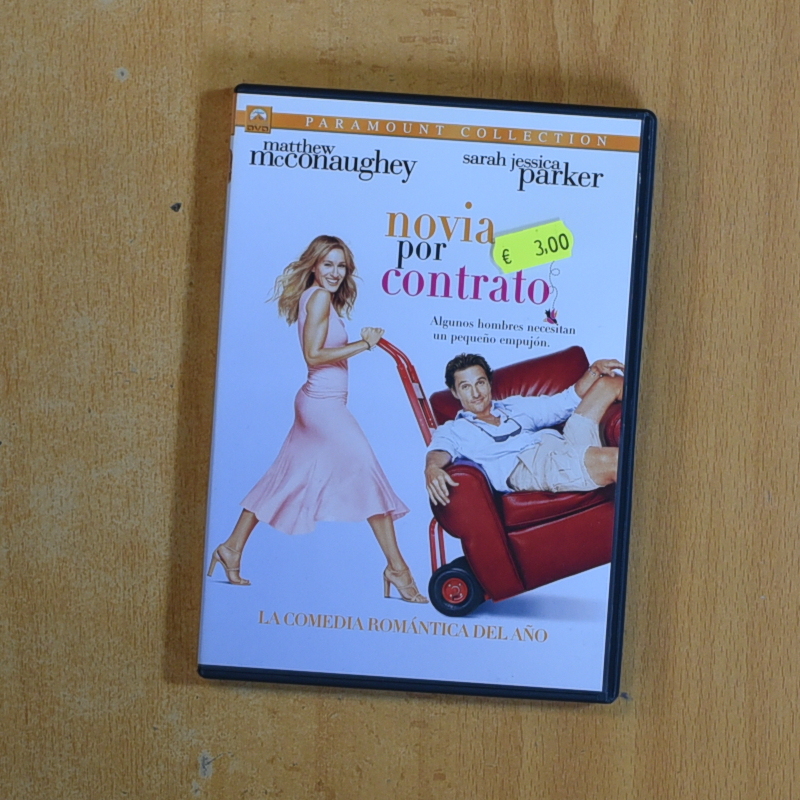 DVD
PARAMOUNT COLLECTION
matthew
mcconaughey
sarah jessica
parker
novia
por
contrato
€ 3,00
Algunos hombres necesitan
un pequeño empujón.
LA COMEDIA ROMÁNTICA DEL AÑO